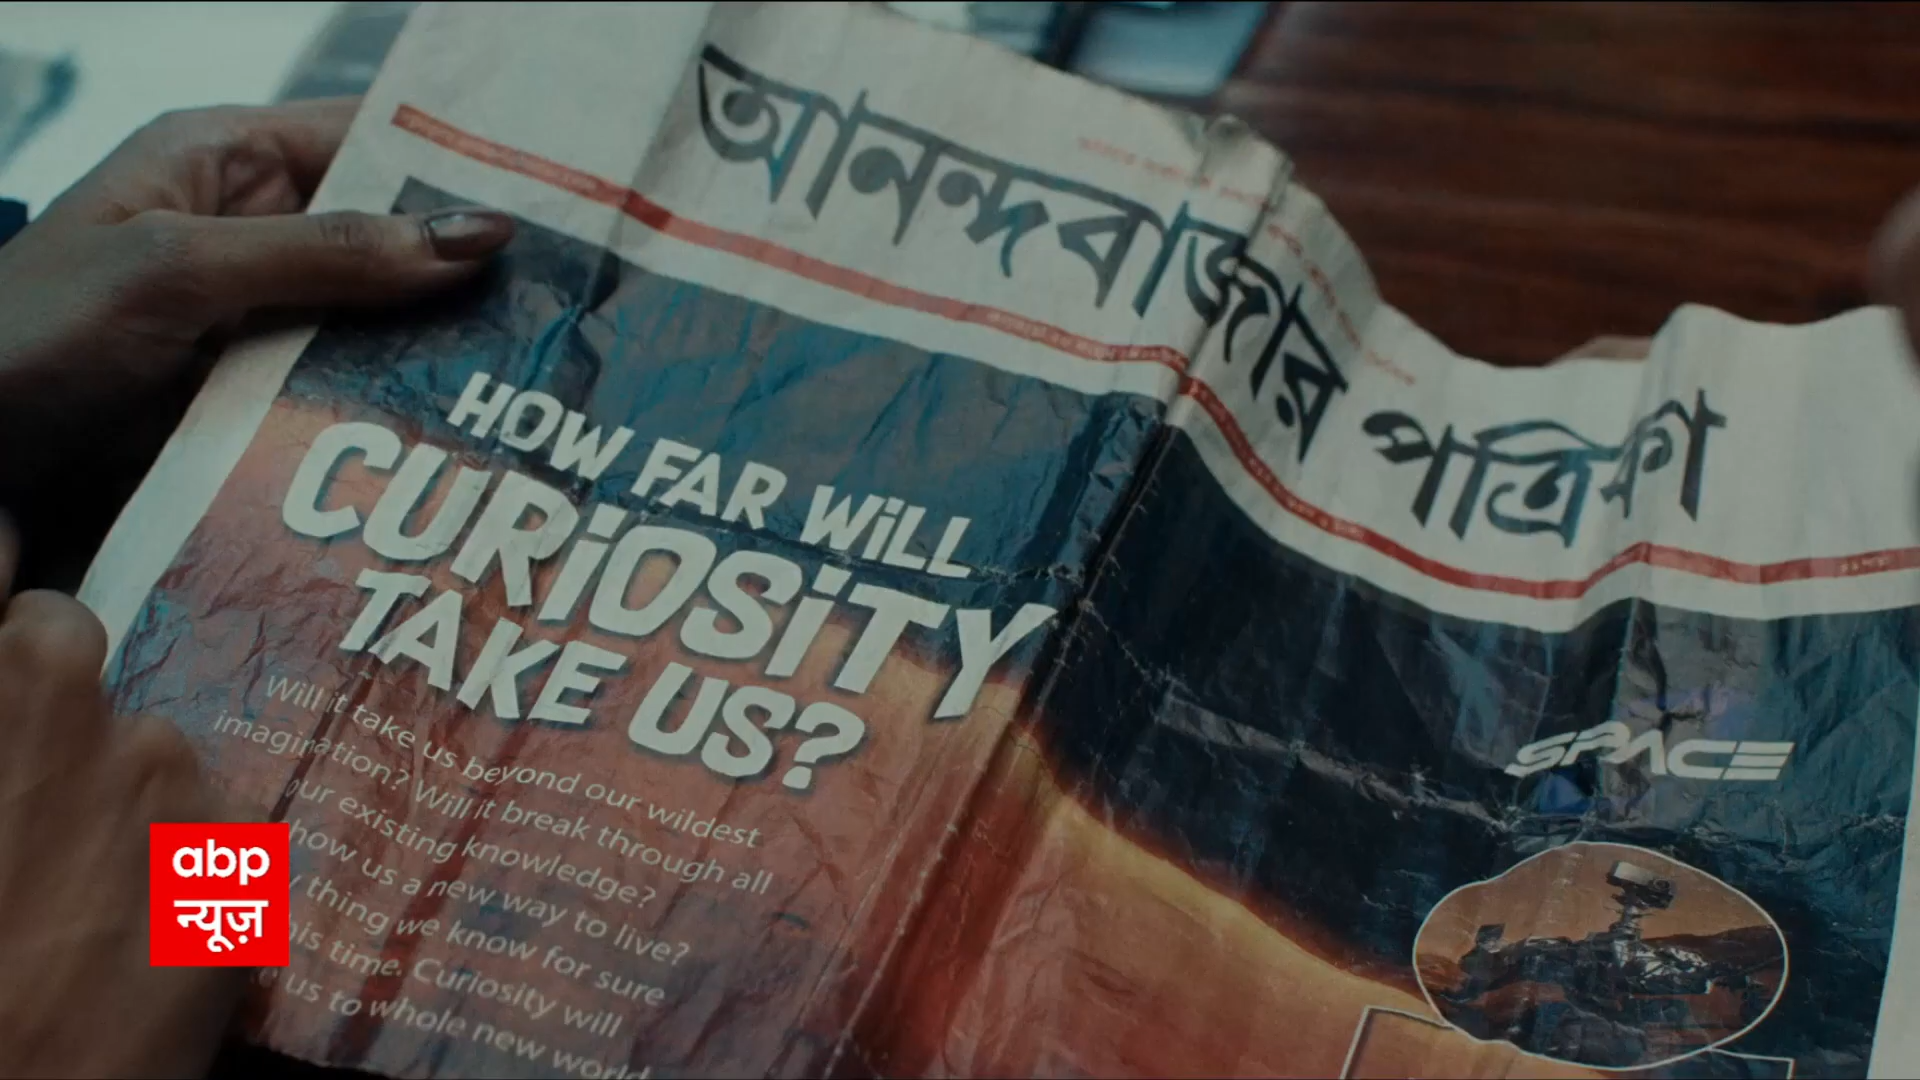 আনন্দবাজার পত্রিকা
HOW FAR WiLL
CURiOSiTY
TAKE US?
Will it take us beyond our wildest
imagination? Will it break through all
our existing knowledge?
how us a new way to live?
thing we know for sure
his time. Curiosity will
us to whole new world
SPACE
abp
न्यूज़